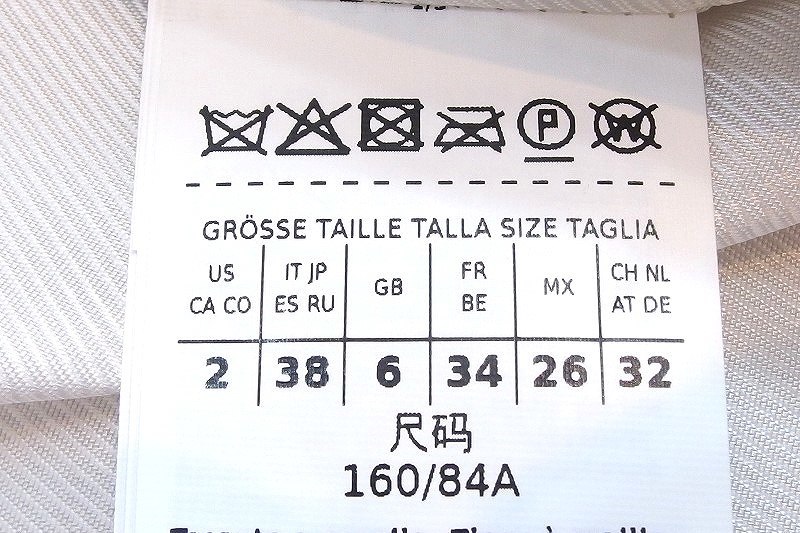 GRÖSSE TAILLE TALLA SIZE TAGLIA
US CA CO
IT JP ES RU
GB
FR BE
MX
CH NL AT DE
2 38 6 34 26 32
尺码
160/84A